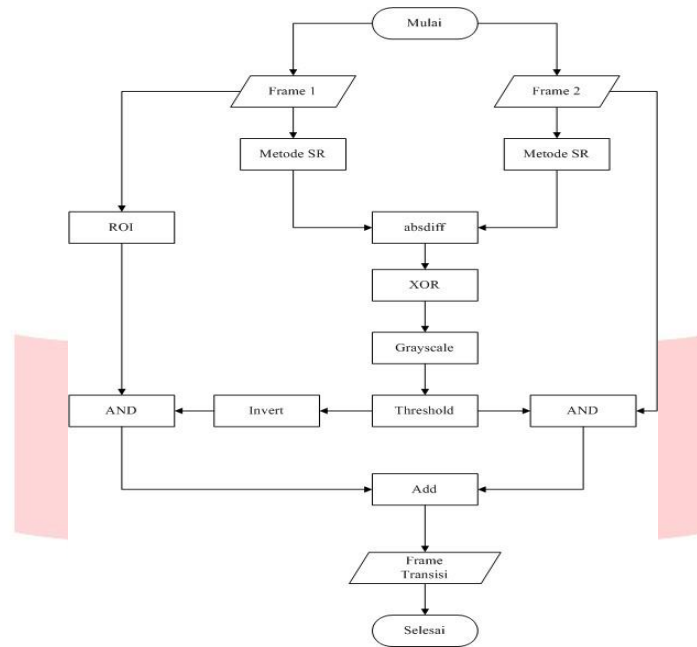 Mulai
Frame 1
Frame 2
Metode SR
Metode SR
ROI
absdiff
XOR
Grayscale
AND
Invert
Threshold
AND
Add
Frame
Transisi
Selesai